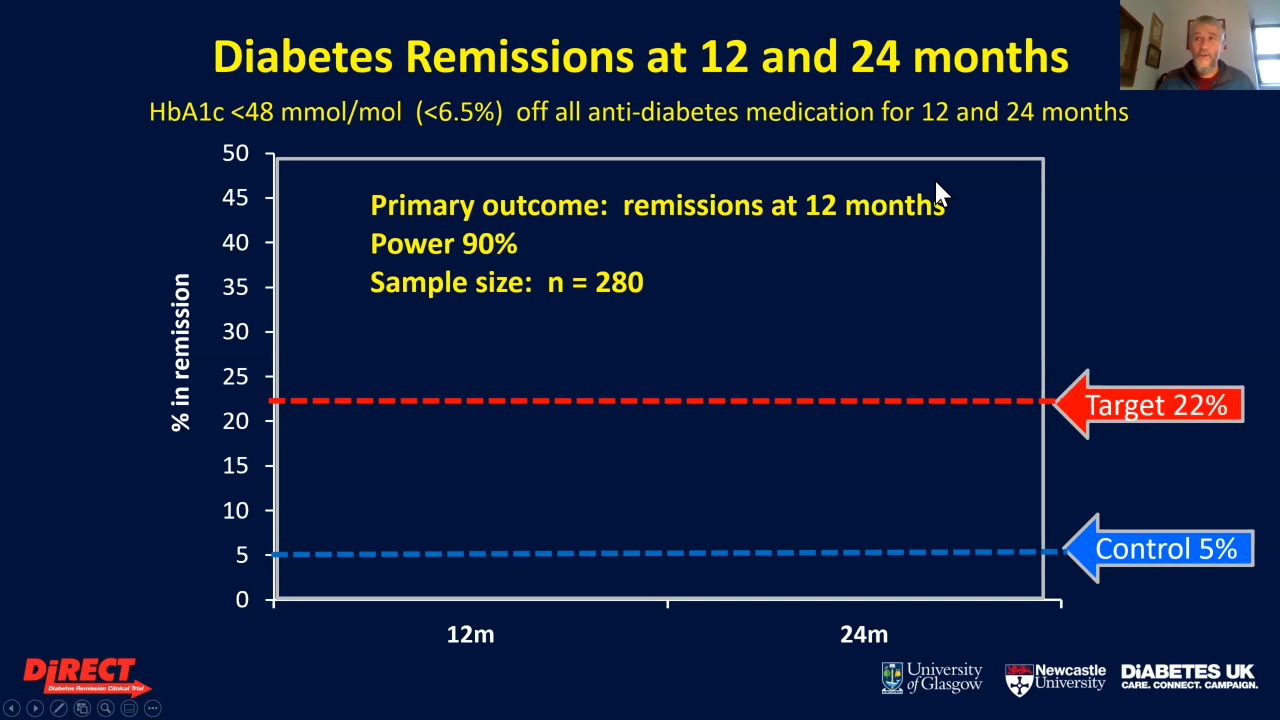 Diabetes Remissions at 12 and 24 months
HbA1c <48 mmol/mol (<6.5%) off all anti-diabetes medication for 12 and 24 months
50
45
40
35
30
25
20
15
10
5
0
% in remission
Primary outcome: remissions at 12 months
Power 90%
Sample size: n = 280
Target 22%
Control 5%
12m
24m
DiRECT
Diabetes Remission Clinical Trial
University
of Glasgow
Newcastle
University
DiABETES UK
CARE. CONNECT. CAMPAIGN.